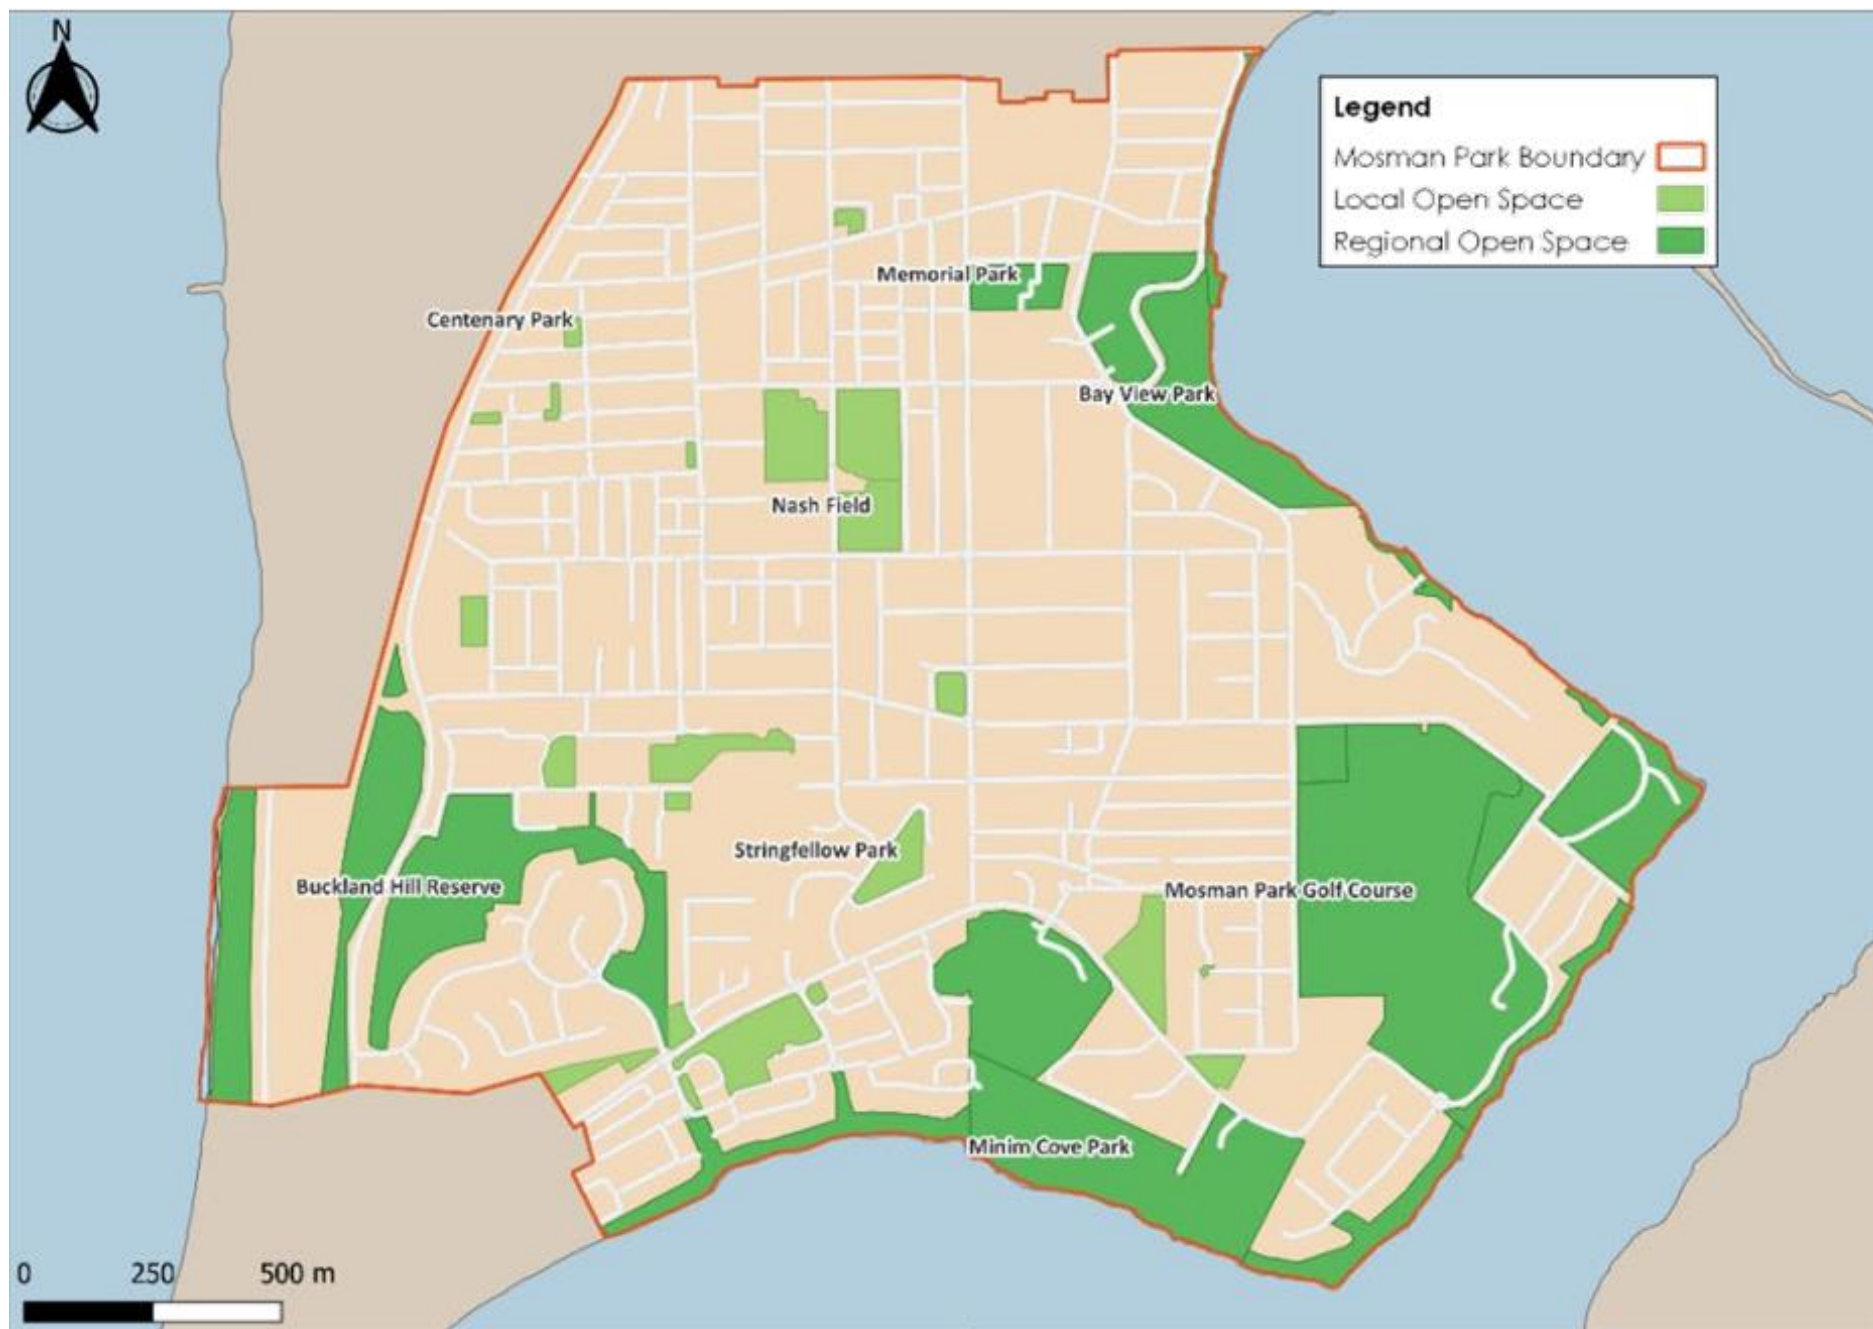 N
Legend
Mosman Park Boundary
Local Open Space
Regional Open Space
Memorial Park
Centenary Park
Bay View Park
Nash Field
Stringfellow Park
Buckland Hill Reserve
Mosman Park Golf Course
Minim Cove Park
0 250 500 m